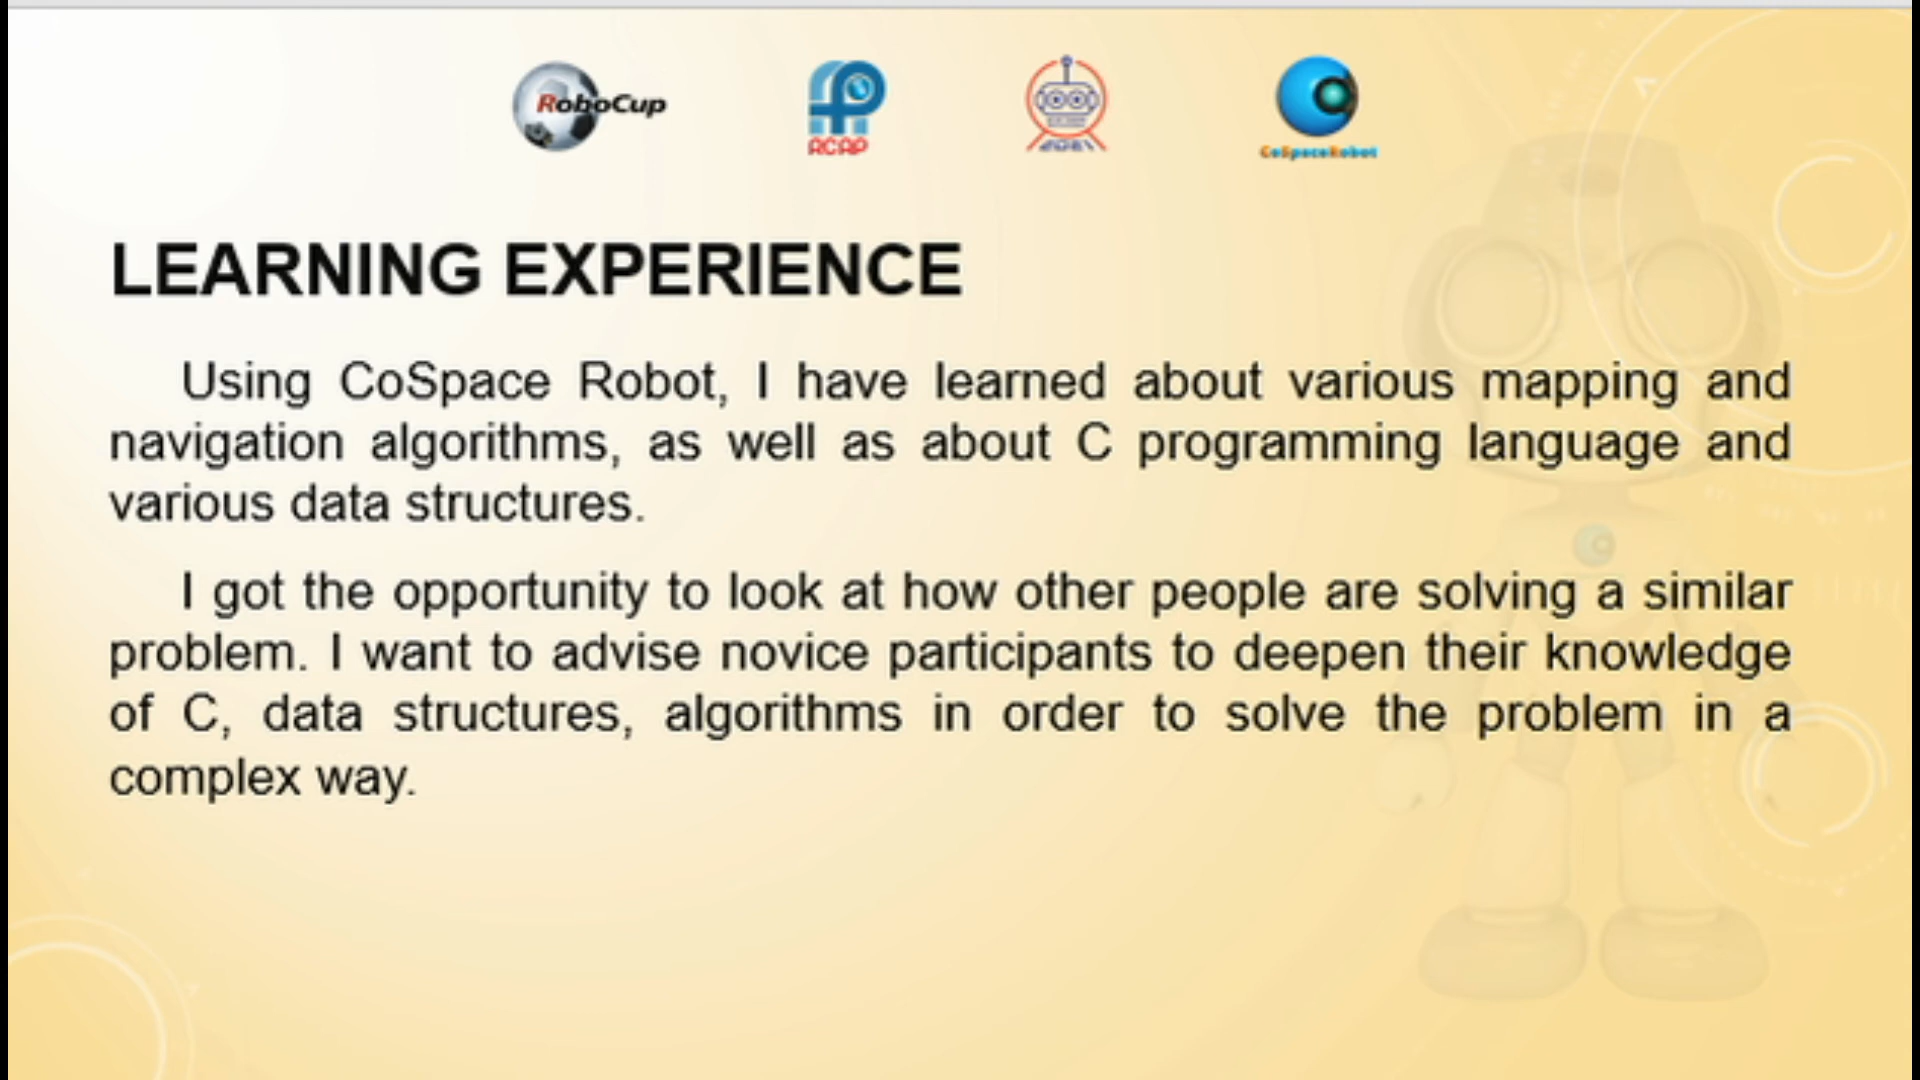 RoboCup
RCAP
CoSpaceRobot
LEARNING EXPERIENCE
Using CoSpace Robot, I have learned about various mapping and
navigation algorithms, as well as about C programming language and
various data structures.
I got the opportunity to look at how other people are solving a similar
problem. I want to advise novice participants to deepen their knowledge
of C, data structures, algorithms in order to solve the problem in a
complex way.